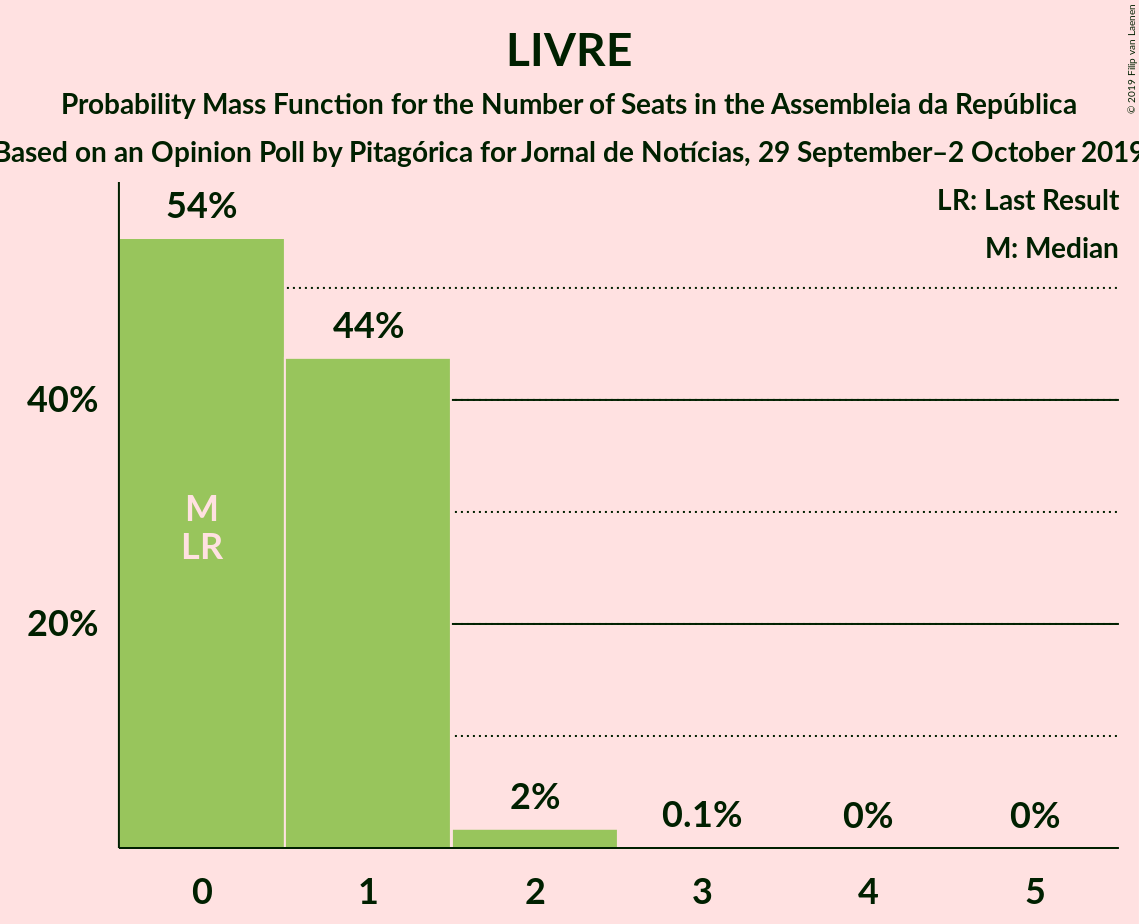 LIVRE
Probability Mass Function for the Number of Seats in the Assembleia da República
Based on an Opinion Poll by Pitagórica for Jornal de Notícias, 29 September–2 October 2019
© 2019 Filip van Laenen
LR: Last Result
M: Median
54%
44%
40%
M
LR
20%
2%
0.1%
0%
0%
0
1
2
3
4
5